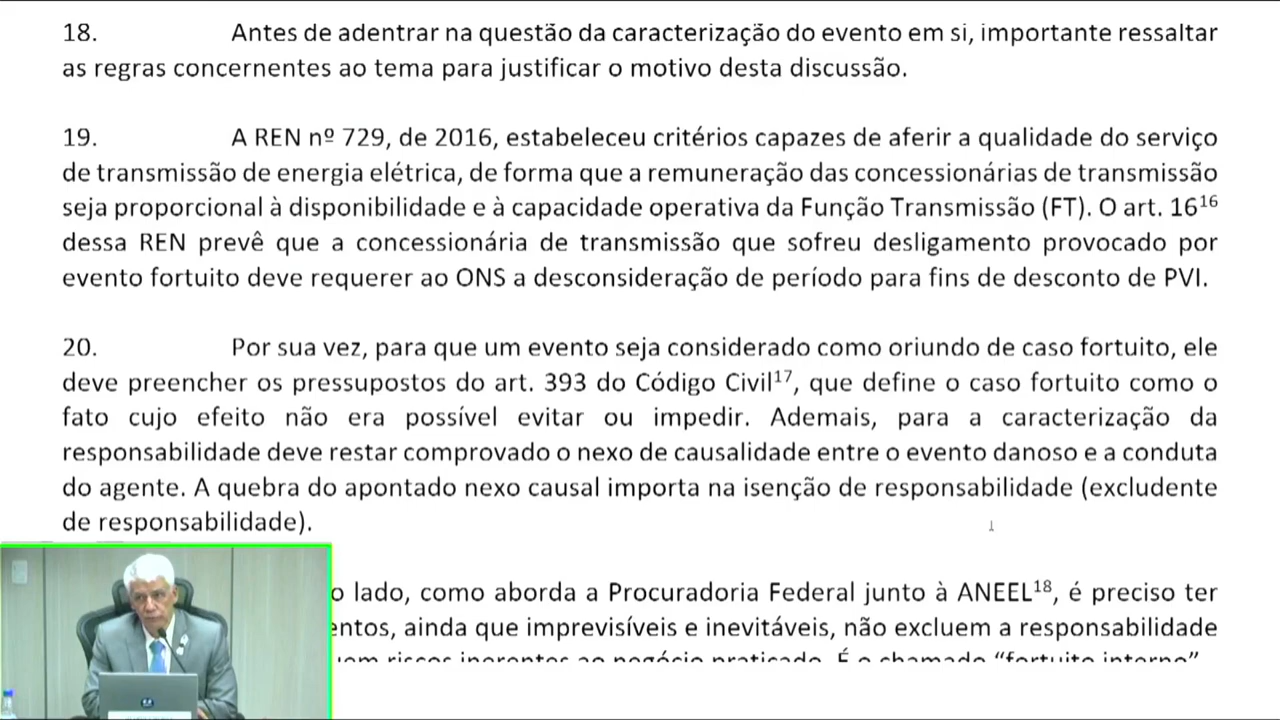 18. Antes de adentrar na questão da caracterização do evento em si, importante ressaltar
as regras concernentes ao tema para justificar o motivo desta discussão.
19. A REN nº 729, de 2016, estabeleceu critérios capazes de aferir a qualidade do serviço
de transmissão de energia elétrica, de forma que a remuneração das concessionárias de transmissão
seja proporcional à disponibilidade e à capacidade operativa da Função Transmissão (FT). O art. 16¹⁶
dessa REN prevê que a concessionária de transmissão que sofreu desligamento provocado por
evento fortuito deve requerer ao ONS a desconsideração de período para fins de desconto de PVI.
20. Por sua vez, para que um evento seja considerado como oriundo de caso fortuito, ele
deve preencher os pressupostos do art. 393 do Código Civil¹⁷, que define o caso fortuito como o
fato cujo efeito não era possível evitar ou impedir. Ademais, para a caracterização da
responsabilidade deve restar comprovado o nexo de causalidade entre o evento danoso e a conduta
do agente. A quebra do apontado nexo causal importa na isenção de responsabilidade (excludente
de responsabilidade).
o lado, como aborda a Procuradoria Federal junto à ANEEL¹⁸, é preciso ter
entos, ainda que imprevisíveis e inevitáveis, não excluem a responsabilidade
riscos inerentes ao negócio praticado. É o chamado “fortuito interno”